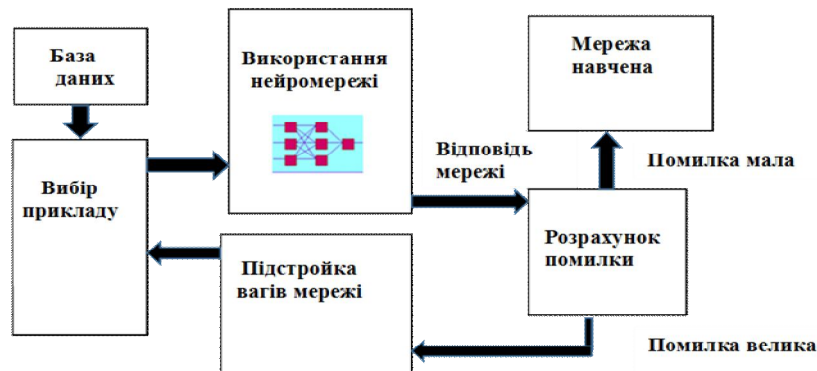 База
даних
Використання
нейромережі
Мережа
навчена
Вибір
прикладу
Відповідь
мережі
Помилка мала
Розрахунок
помилки
Підстройка
вагів мережі
Помилка велика